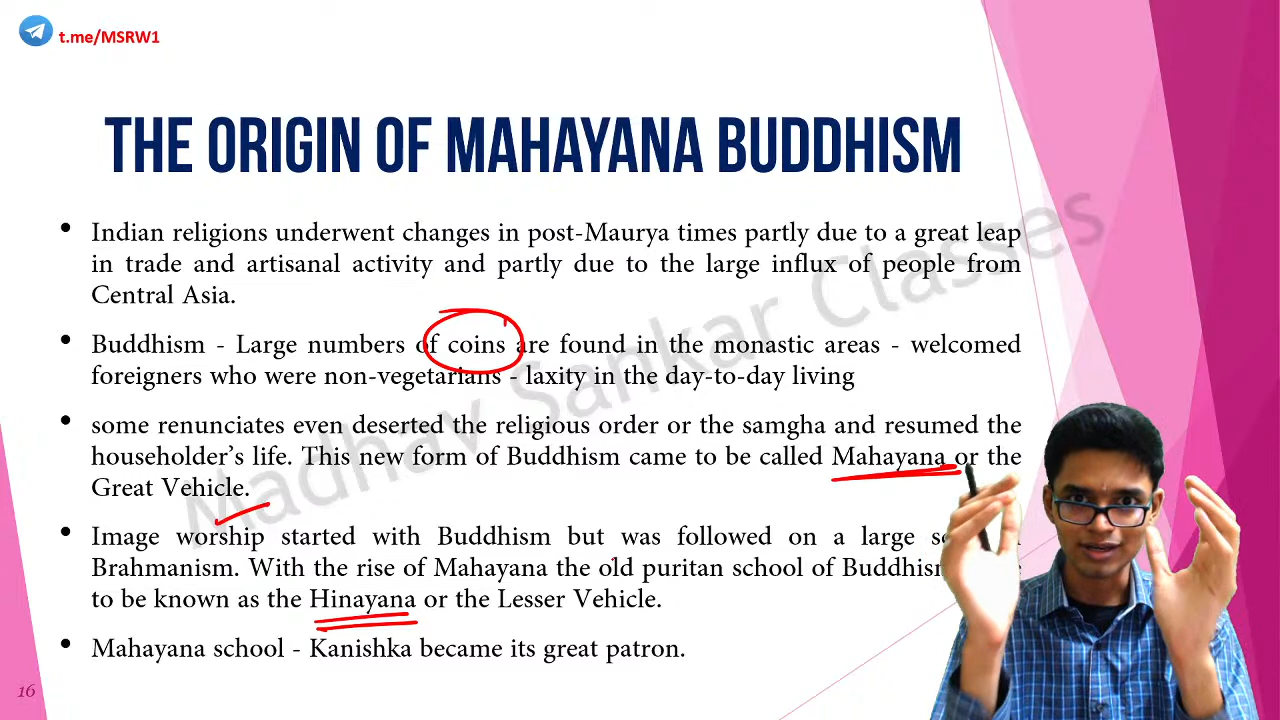 t.me/MSRW1
THE ORIGIN OF MAHAYANA BUDDHISM
• Indian religions underwent changes in post-Maurya times partly due to a great leap
in trade and artisanal activity and partly due to the large influx of people from
Central Asia.
• Buddhism - Large numbers of coins are found in the monastic areas - welcomed
foreigners who were non-vegetarians - laxity in the day-to-day living
• some renunciates even deserted the religious order or the samgha and resumed the
householder's life. This new form of Buddhism came to be called Mahayana or the
Great Vehicle.
• Image worship started with Buddhism but was followed on a large
Brahmanism. With the rise of Mahayana the old puritan school of Buddhism
to be known as the Hinayana or the Lesser Vehicle.
• Mahayana school - Kanishka became its great patron.
Madhav Sankar Classes
16